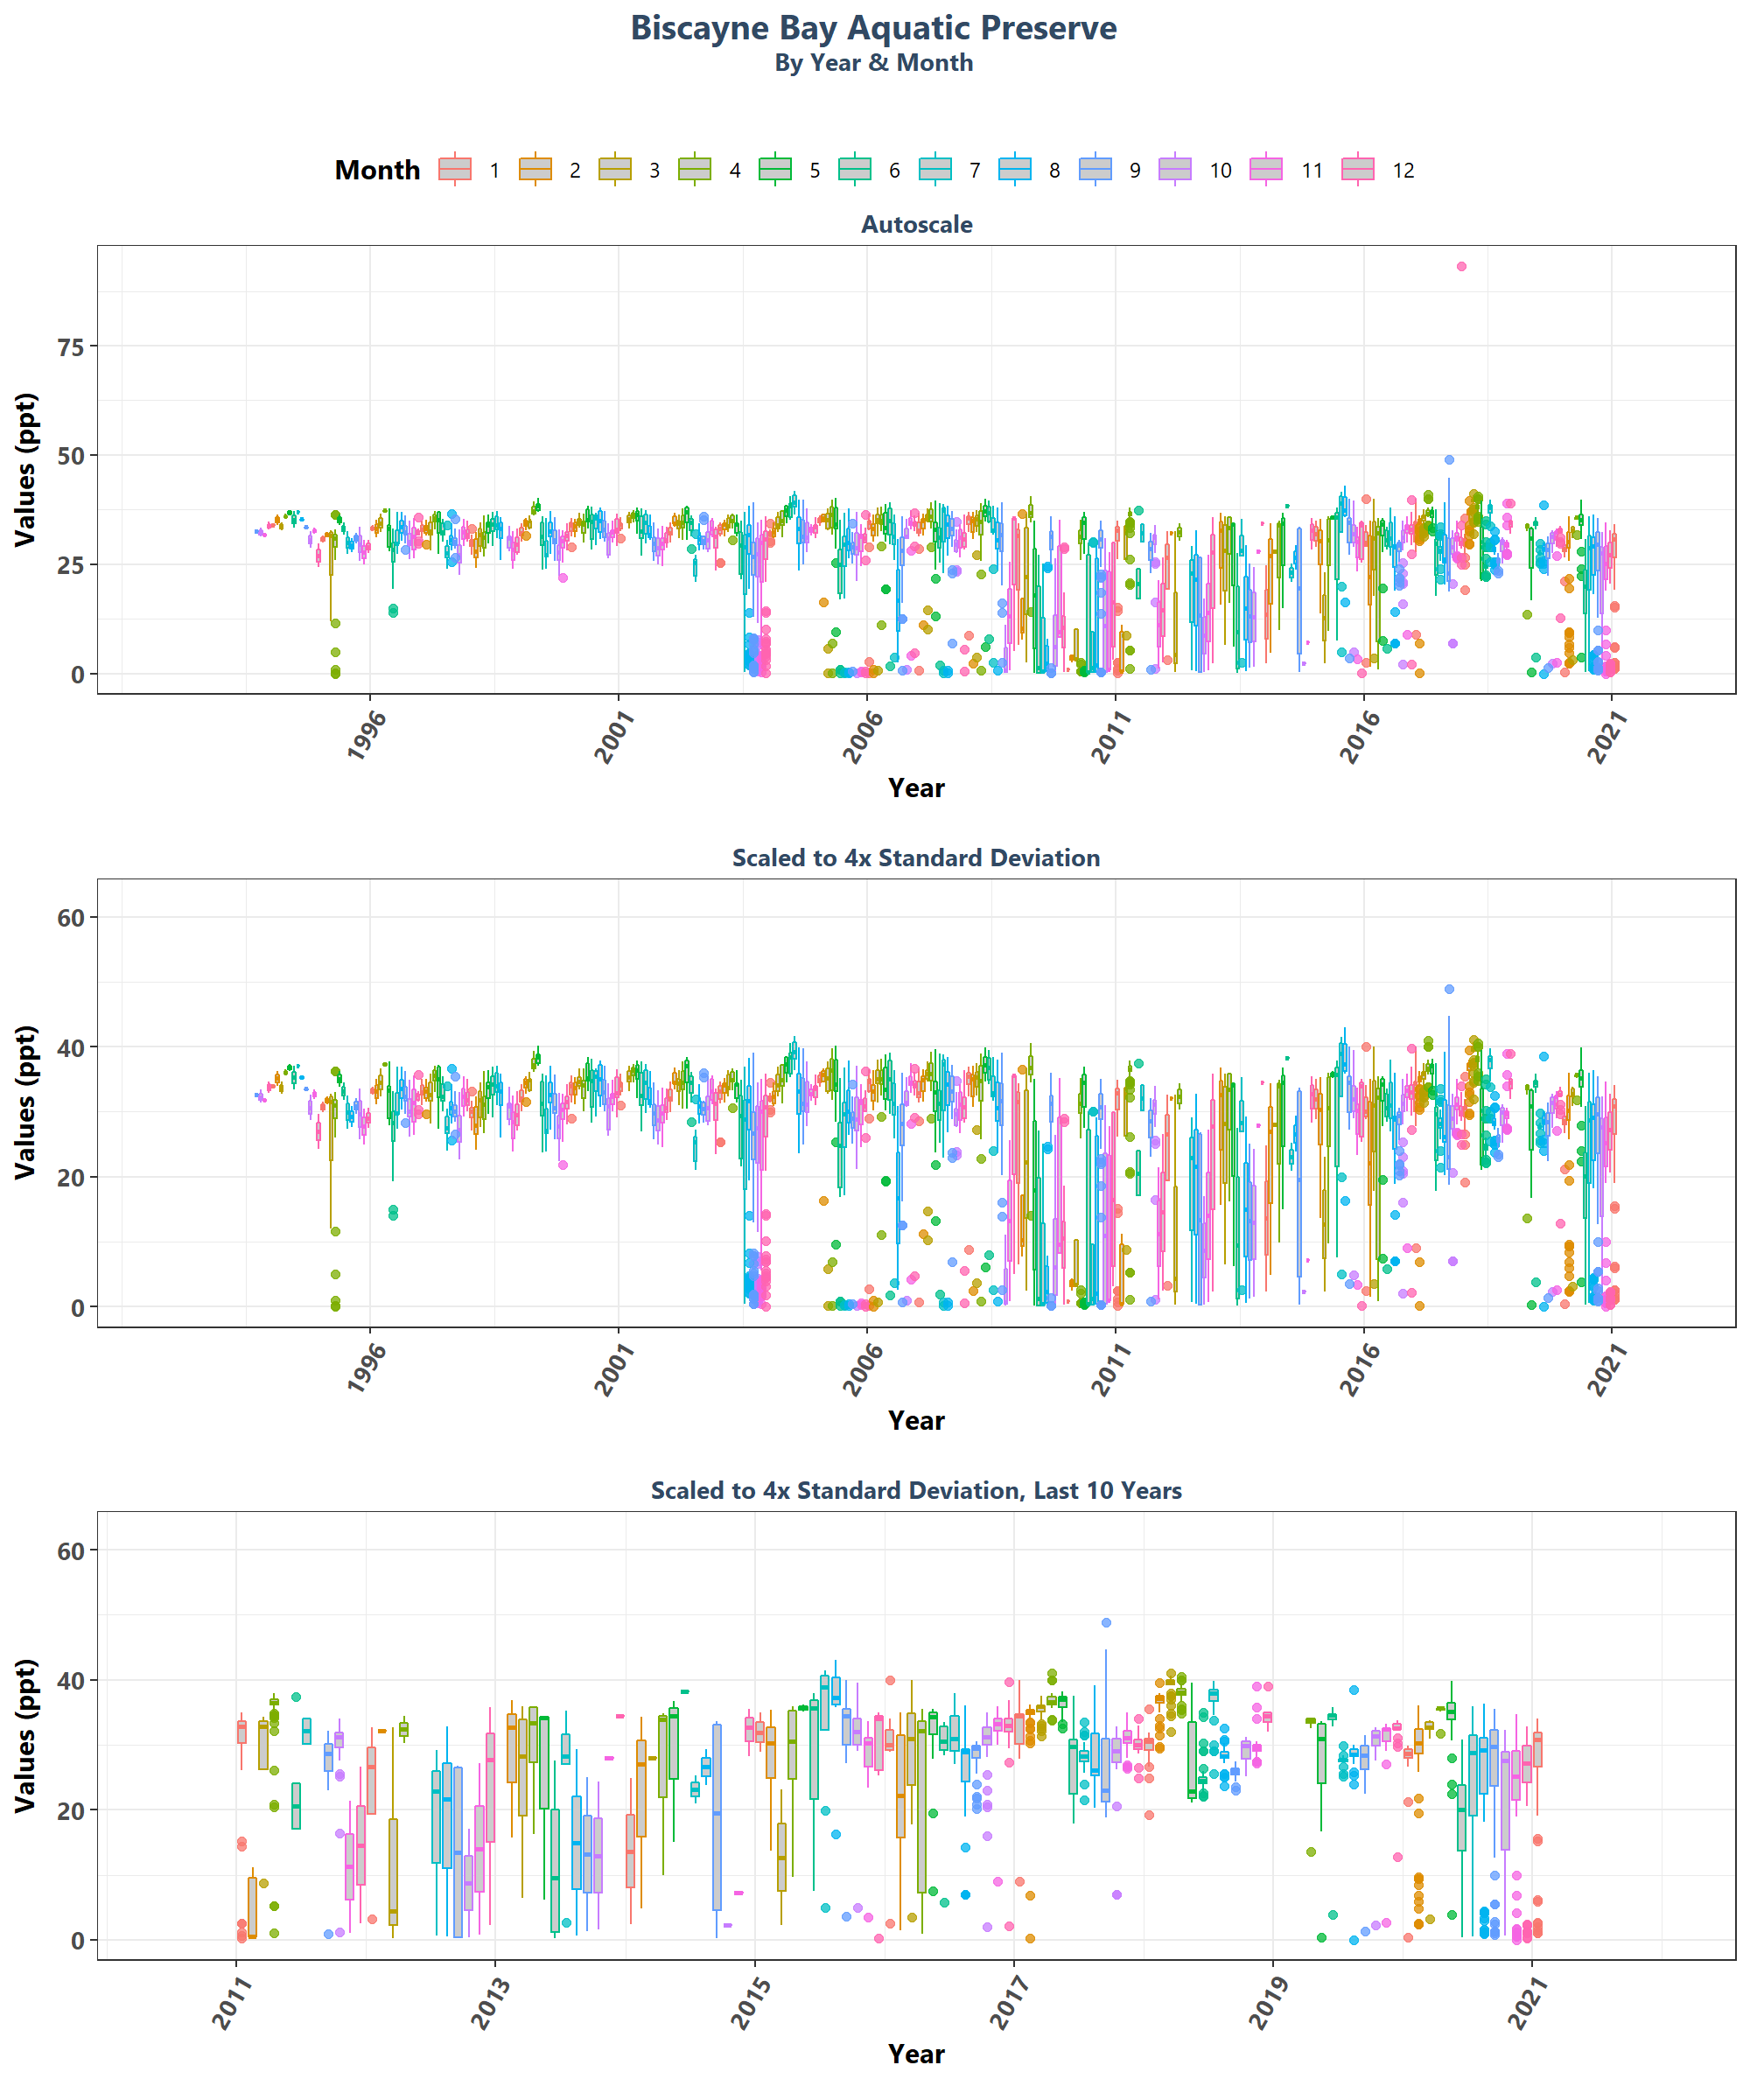 Biscayne Bay Aquatic Preserve
By Year & Month
Month 1 2 3 4 5 6 7 8 9 10 11 12
Autoscale
Values (ppt)
75
50
25
0
1996 2001 2006 2011 2016 2021
Year
Scaled to 4x Standard Deviation
Values (ppt)
60
40
20
0
1996 2001 2006 2011 2016 2021
Year
Scaled to 4x Standard Deviation, Last 10 Years
Values (ppt)
60
40
20
0
2011 2013 2015 2017 2019 2021
Year